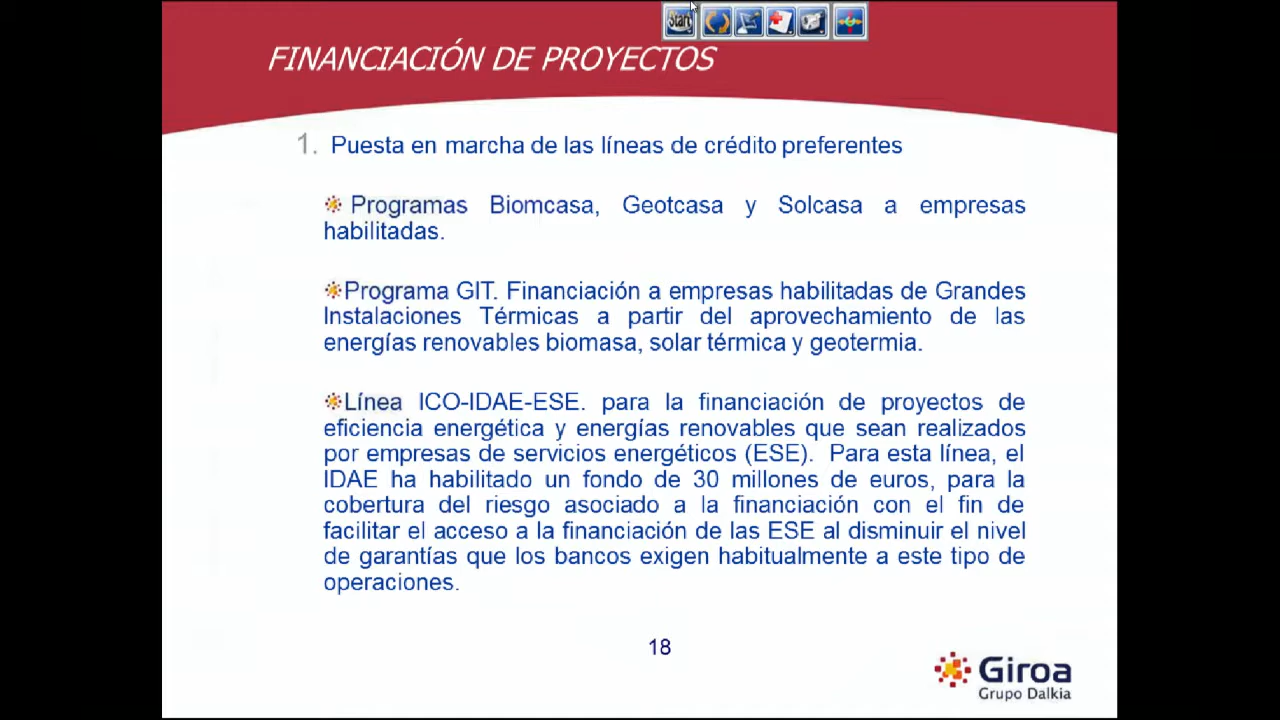 Start
FINANCIACIÓN DE PROYECTOS
1. Puesta en marcha de las líneas de crédito preferentes
Programas Biomcasa, Geotcasa y Solcasa a empresas
habilitadas.
Programa GIT. Financiación a empresas habilitadas de Grandes
Instalaciones Térmicas a partir del aprovechamiento de las
energías renovables biomasa, solar térmica y geotermia.
Línea ICO-IDAE-ESE. para la financiación de proyectos de
eficiencia energética y energías renovables que sean realizados
por empresas de servicios energéticos (ESE). Para esta línea, el
IDAE ha habilitado un fondo de 30 millones de euros, para la
cobertura del riesgo asociado a la financiación con el fin de
facilitar el acceso a la financiación de las ESE al disminuir el nivel
de garantías que los bancos exigen habitualmente a este tipo de
operaciones.
18
Giroa
Grupo Dalkia